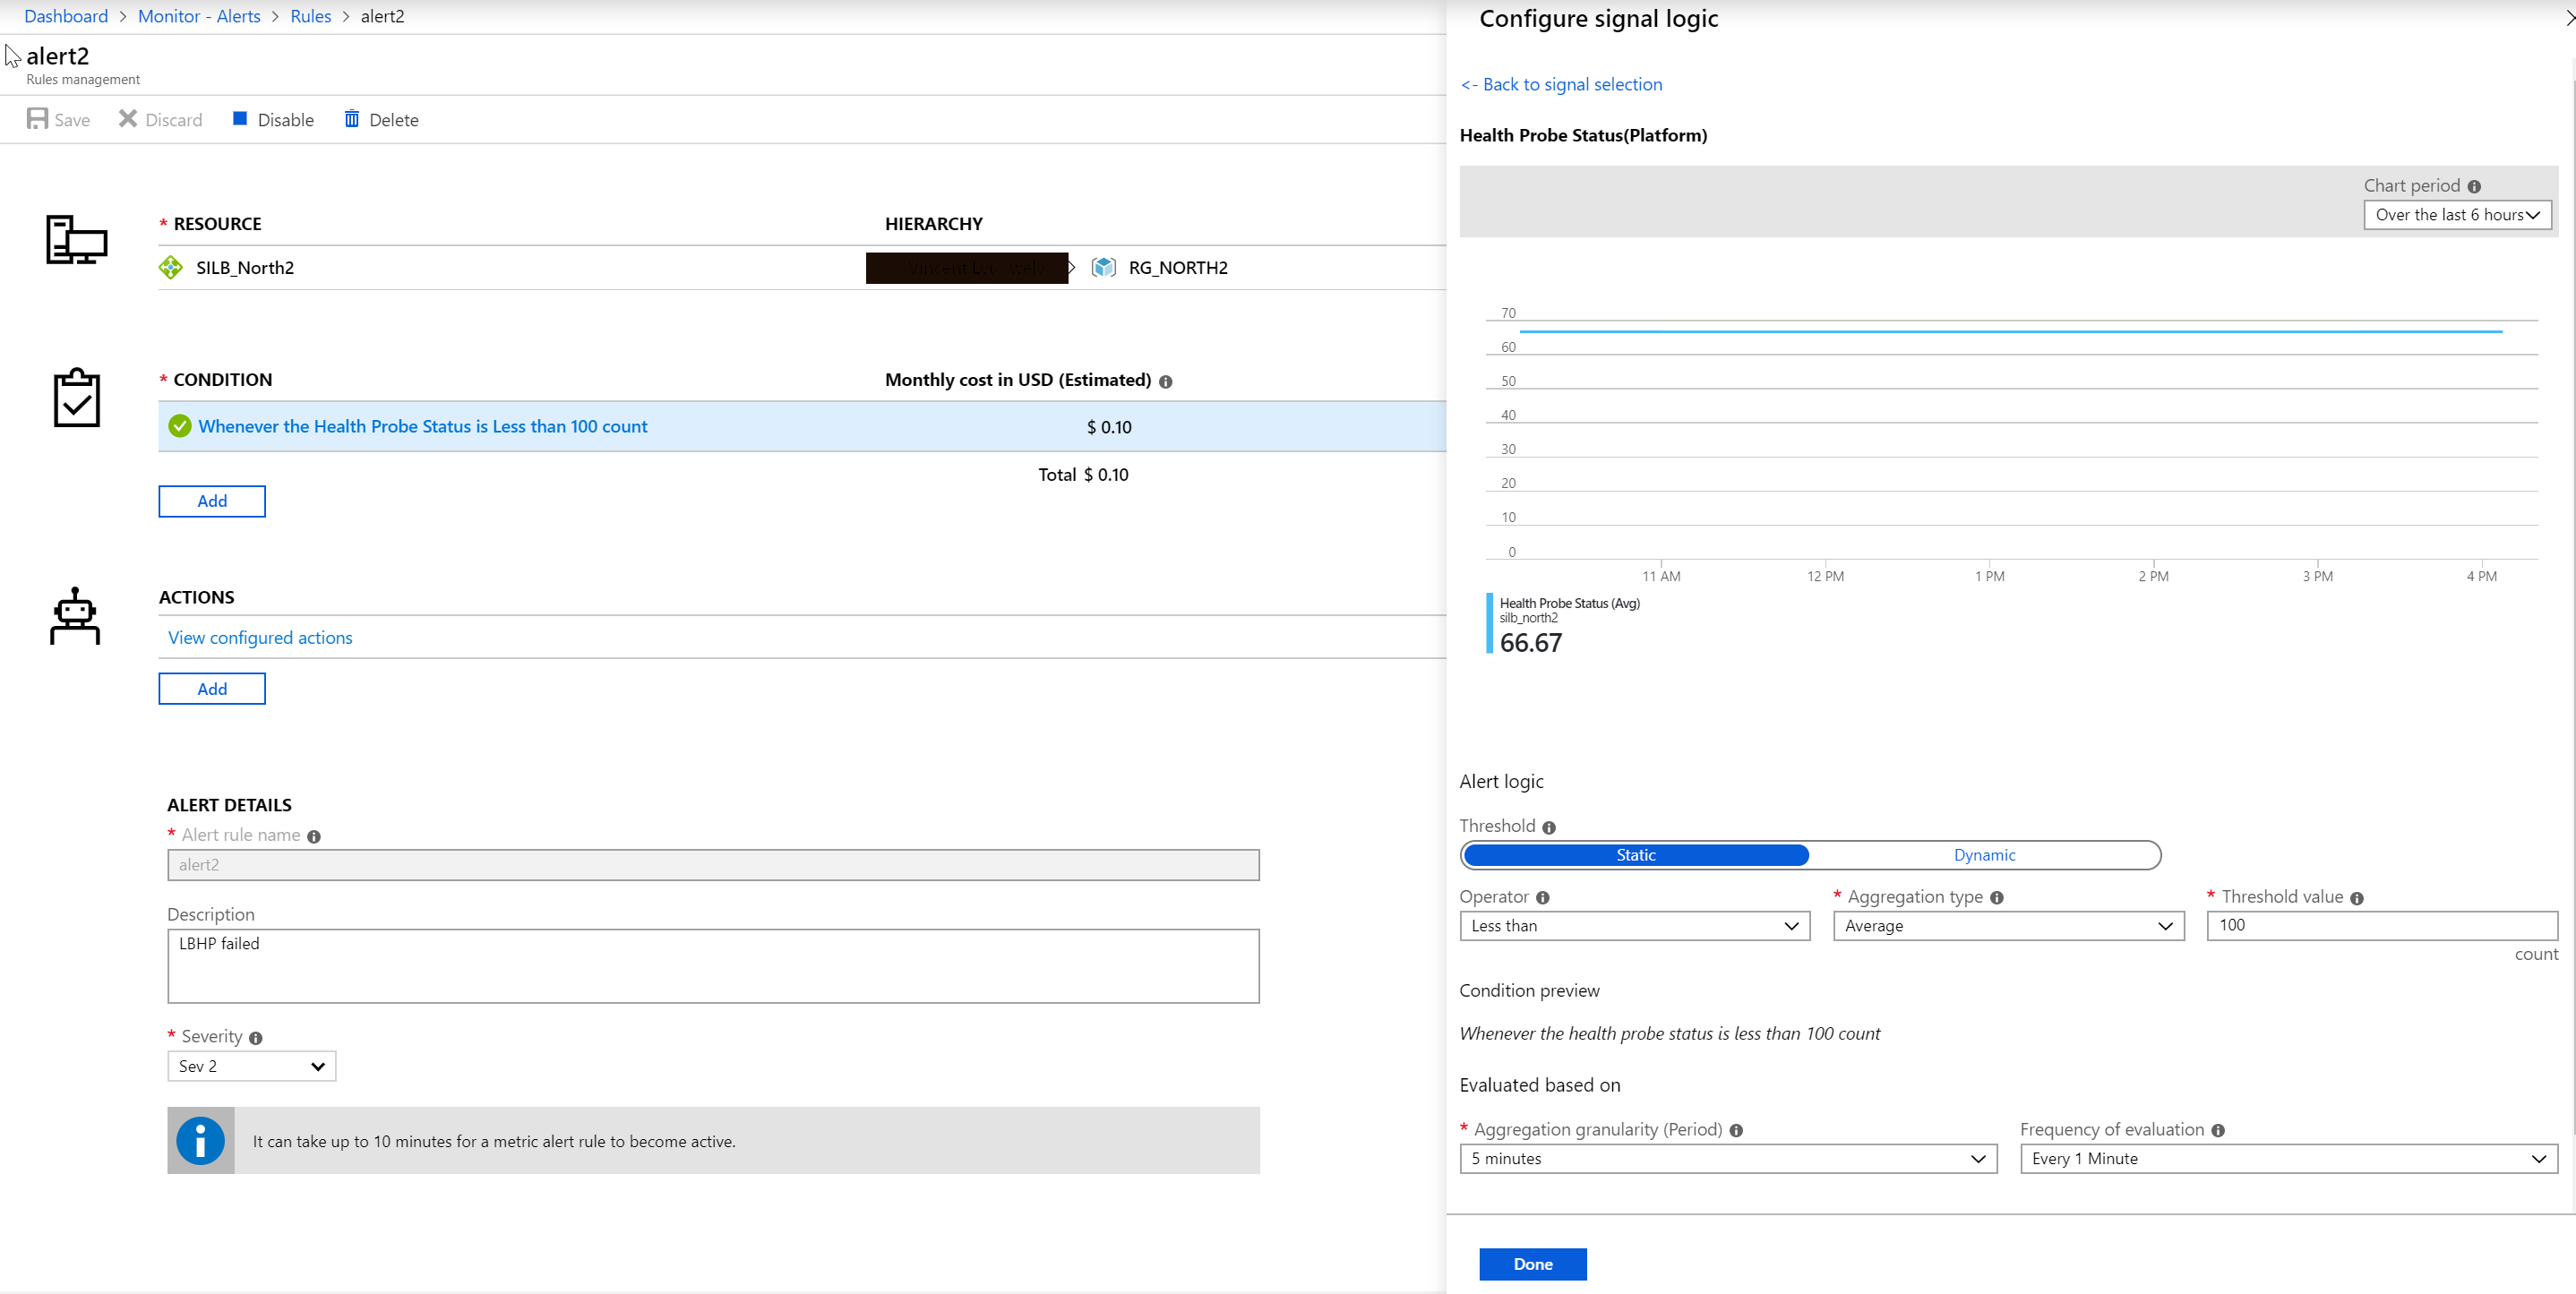 Dashboard > Monitor - Alerts > Rules > alert2
alert2
Rules management
Save Discard Disable Delete
* RESOURCE HIERARCHY
SILB_North2 > RG_NORTH2
* CONDITION Monthly cost in USD (Estimated)
Whenever the Health Probe Status is Less than 100 count $ 0.10
Total $ 0.10
Add
ACTIONS
View configured actions
Add
ALERT DETAILS
* Alert rule name
alert2
Description
LBHP failed
* Severity
Sev 2
It can take up to 10 minutes for a metric alert rule to become active.
Configure signal logic
<- Back to signal selection
Health Probe Status(Platform)
Chart period
Over the last 6 hours
70
60
50
40
30
20
10
0
11 AM 12 PM 1 PM 2 PM 3 PM 4 PM
Health Probe Status (Avg)
silb_north2
66.67
Alert logic
Threshold
Static Dynamic
Operator * Aggregation type * Threshold value
Less than Average 100
count
Condition preview
Whenever the health probe status is less than 100 count
Evaluated based on
* Aggregation granularity (Period) Frequency of evaluation
5 minutes Every 1 Minute
Done